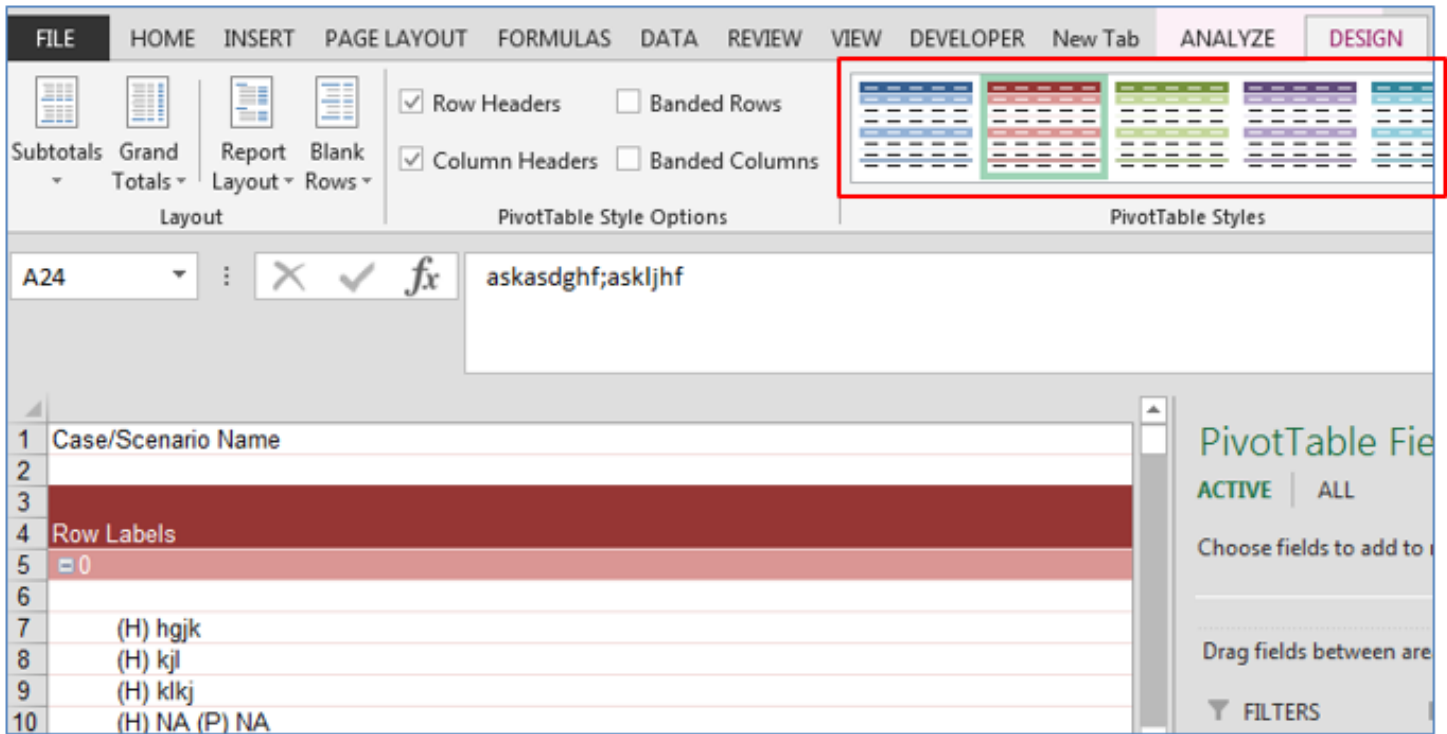 FILE HOME INSERT PAGE LAYOUT FORMULAS DATA REVIEW VIEW DEVELOPER New Tab ANALYZE DESIGN
Row Headers Banded Rows
Subtotals Grand Totals Report Layout Blank Rows
Column Headers Banded Columns
Layout PivotTable Style Options PivotTable Styles
A24 fx askasdghf;askljhf
1 Case/Scenario Name
2
3
4 Row Labels
5 0
6
7 (H) hgjk
8 (H) kjl
9 (H) klkj
10 (H) NA (P) NA
PivotTable Fie
ACTIVE ALL
Choose fields to add to
Drag fields between are
FILTERS